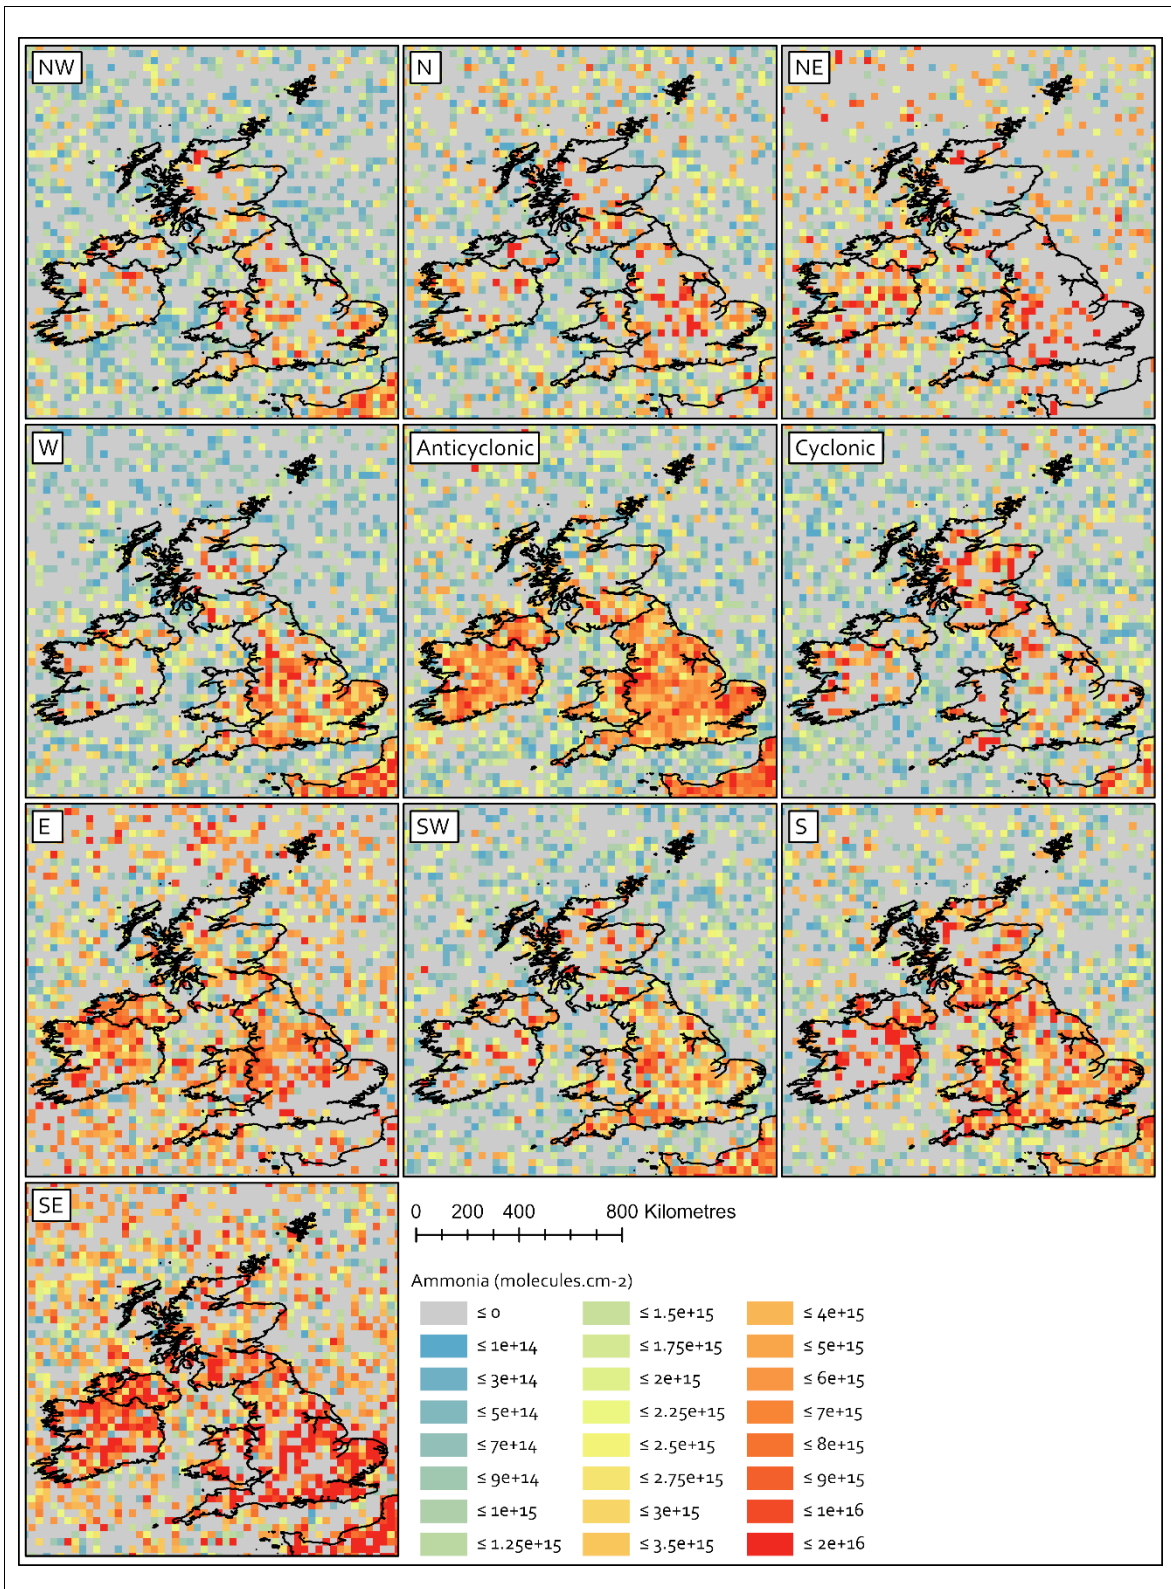 NW
N
NE
W
Anticyclonic
Cyclonic
E
SW
S
SE
0 200 400 800 Kilometres
Ammonia (molecules.cm-2)
≤ 0
≤ 1e+14
≤ 3e+14
≤ 5e+14
≤ 7e+14
≤ 9e+14
≤ 1e+15
≤ 1.25e+15
≤ 1.5e+15
≤ 1.75e+15
≤ 2e+15
≤ 2.25e+15
≤ 2.5e+15
≤ 2.75e+15
≤ 3e+15
≤ 3.5e+15
≤ 4e+15
≤ 5e+15
≤ 6e+15
≤ 7e+15
≤ 8e+15
≤ 9e+15
≤ 1e+16
≤ 2e+16